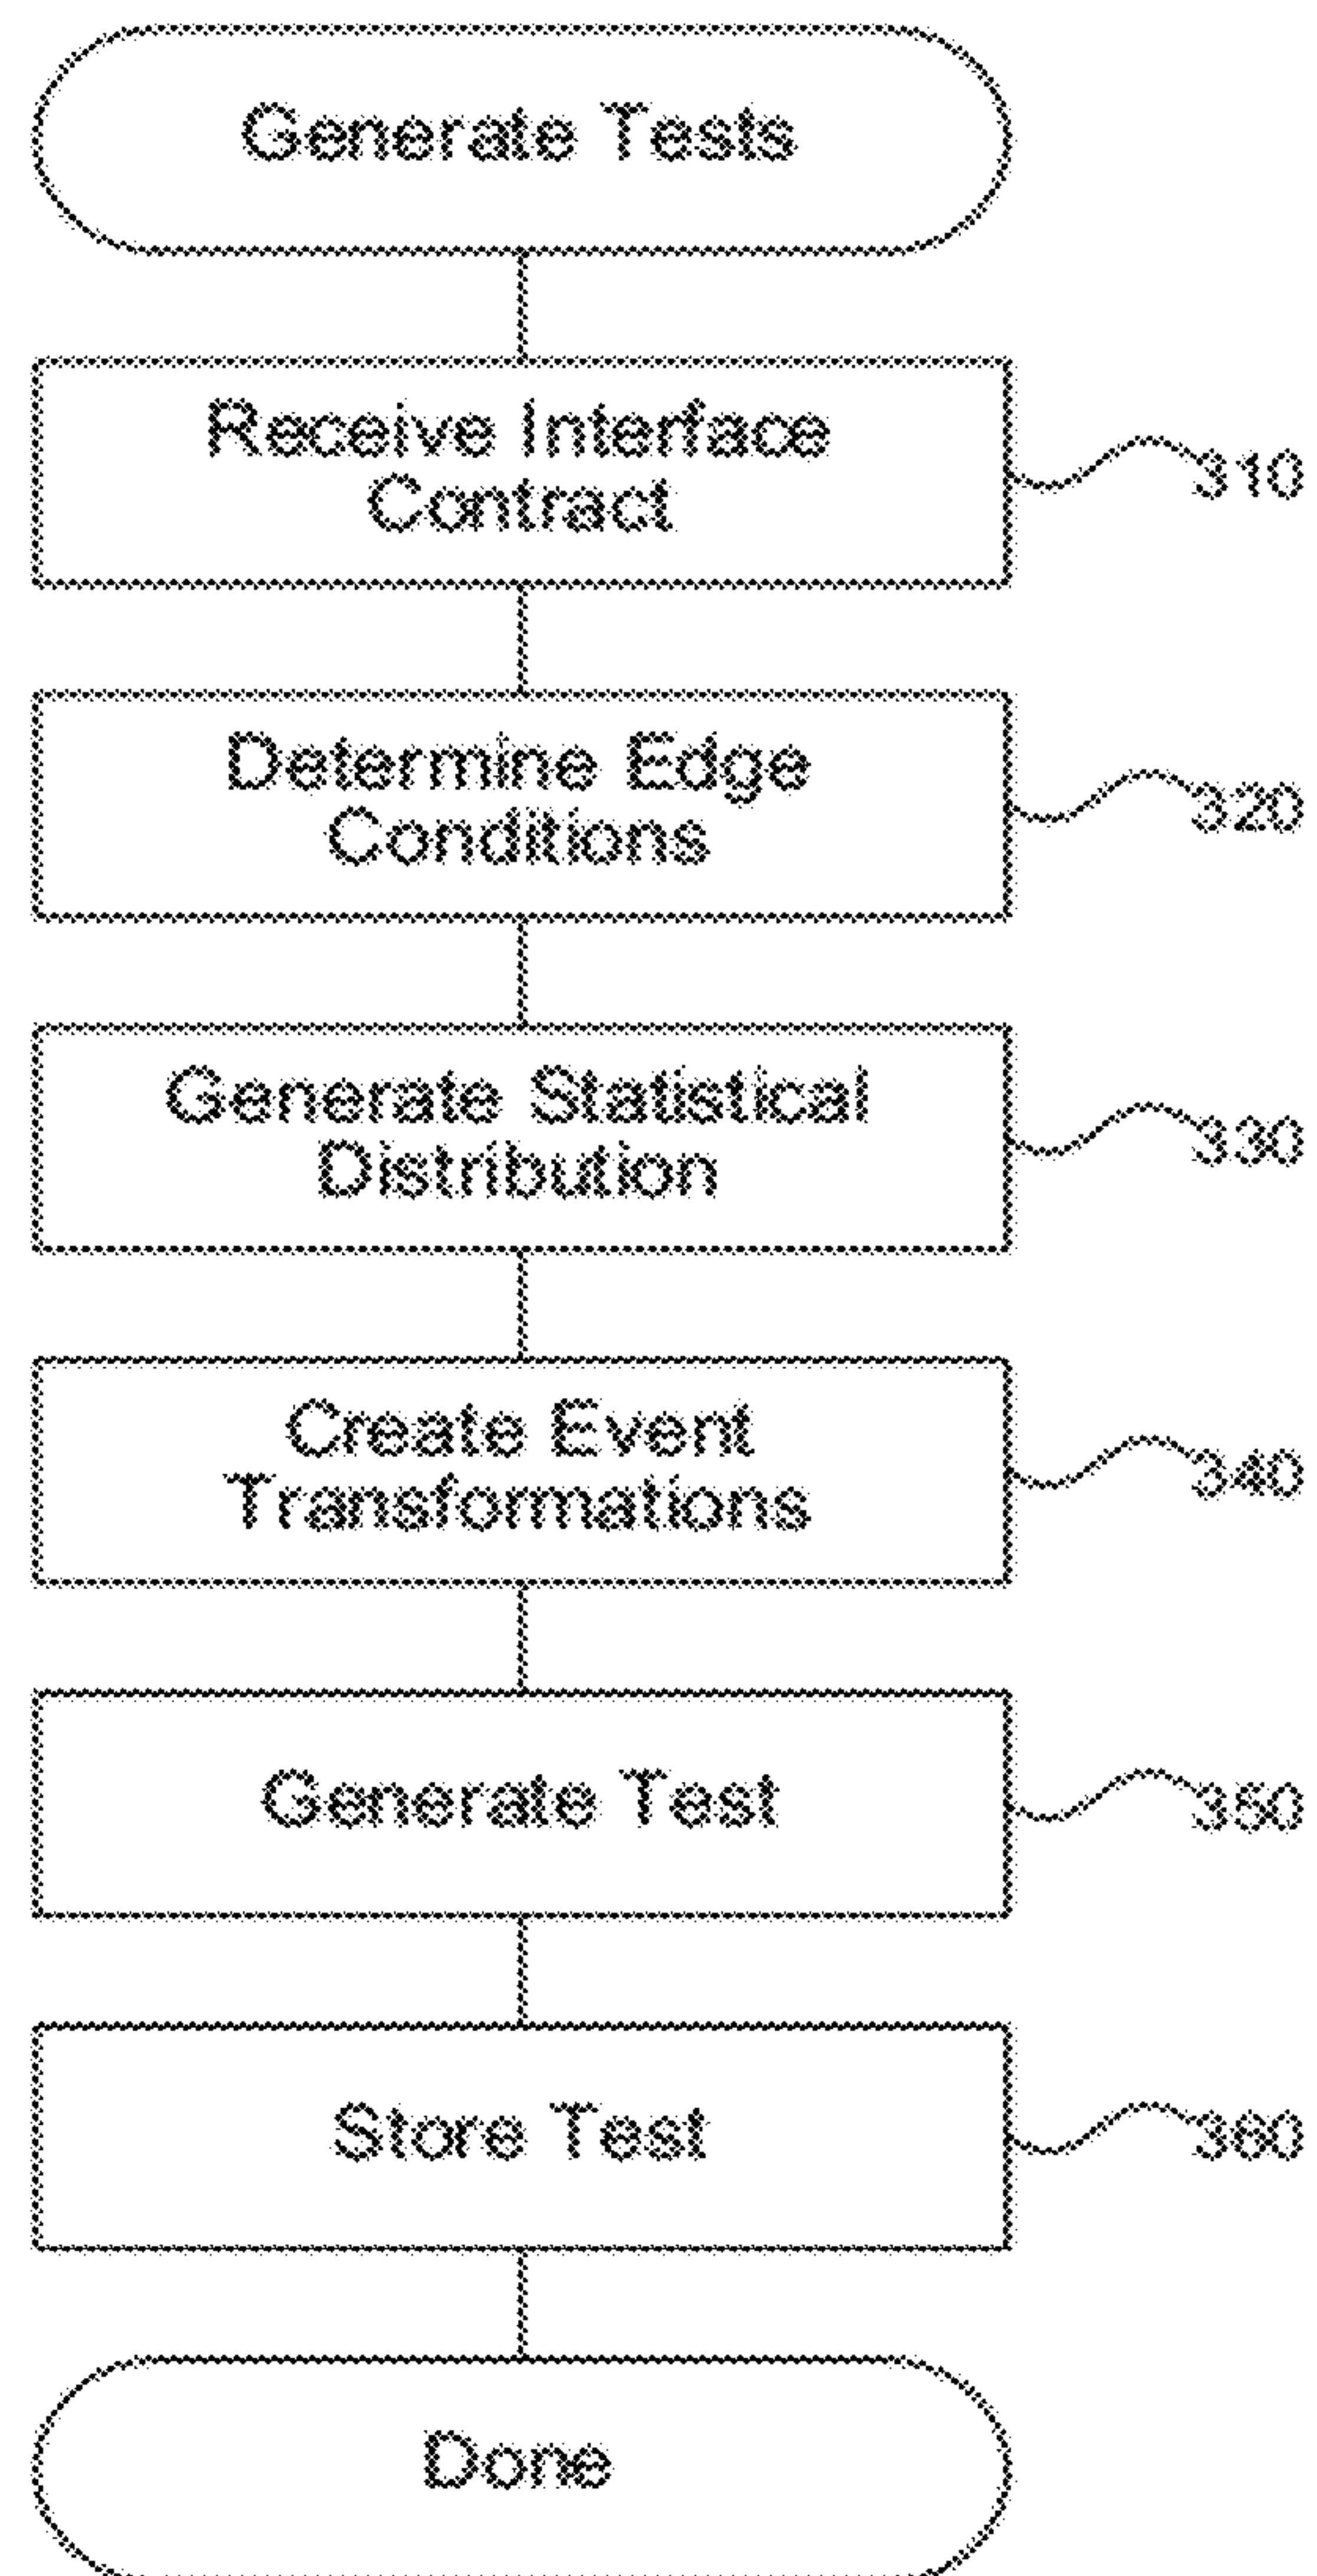 Generate Tests
Receive Interface
Contract
310
Determine Edge
Conditions
320
Generate Statistical
Distribution
330
Create Event
Transformations
340
Generate Test
350
Store Test
360
Done